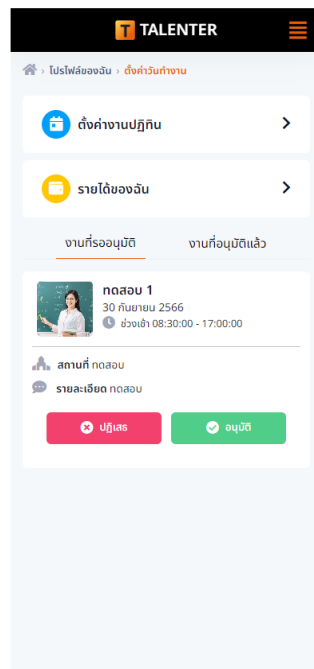 T TALENTER
โปรไฟล์ของฉัน › ตั้งค่าวันทำงาน
ตั้งค่างานปฏิทิน
รายได้ของฉัน
งานที่รออนุมัติ งานที่อนุมัติแล้ว
ทดสอบ 1
30 กันยายน 2566
ช่วงเช้า 08:30:00 - 17:00:00
สถานที่ ทดสอบ
รายละเอียด ทดสอบ
ปฏิเสธ อนุมัติ